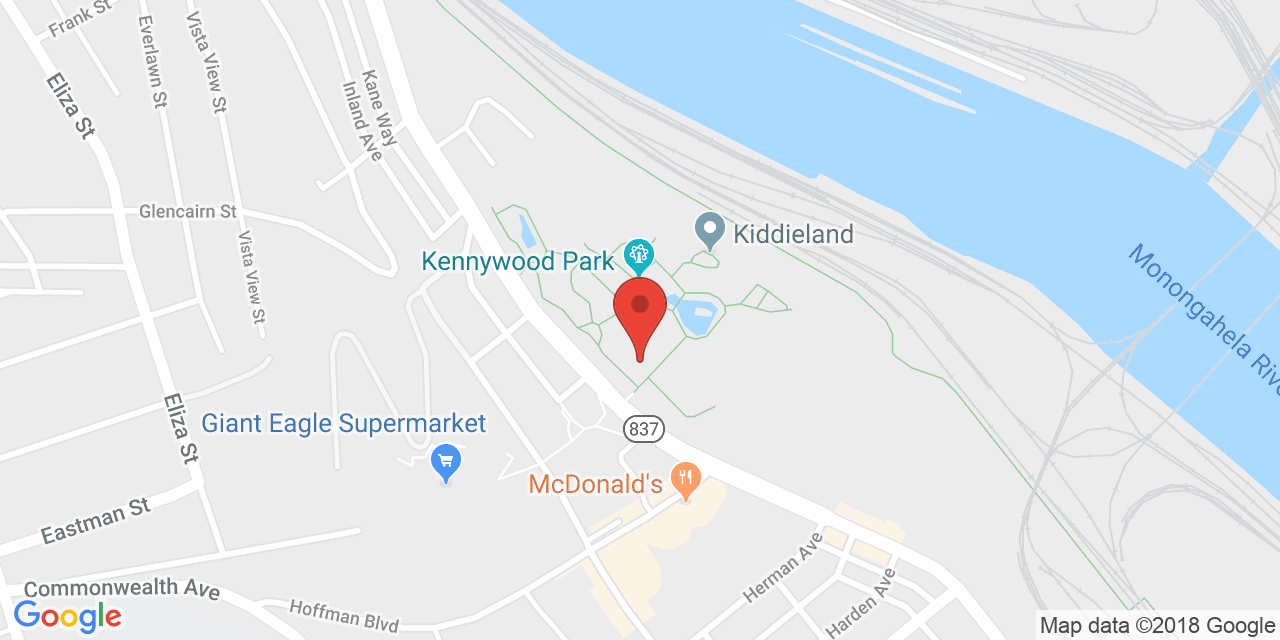 Frank St
Everlawn St
Vista View St
Eliza St
Kane Way
Inland Ave
Glencairn St
Vista View St
Kennywood Park
Kiddieland
Monongahela River
Eliza St
Giant Eagle Supermarket
837
McDonald's
Eastman St
Herman Ave
Harden Ave
Commonwealth Ave
Hoffman Blvd
Google
Map data ©2018 Google